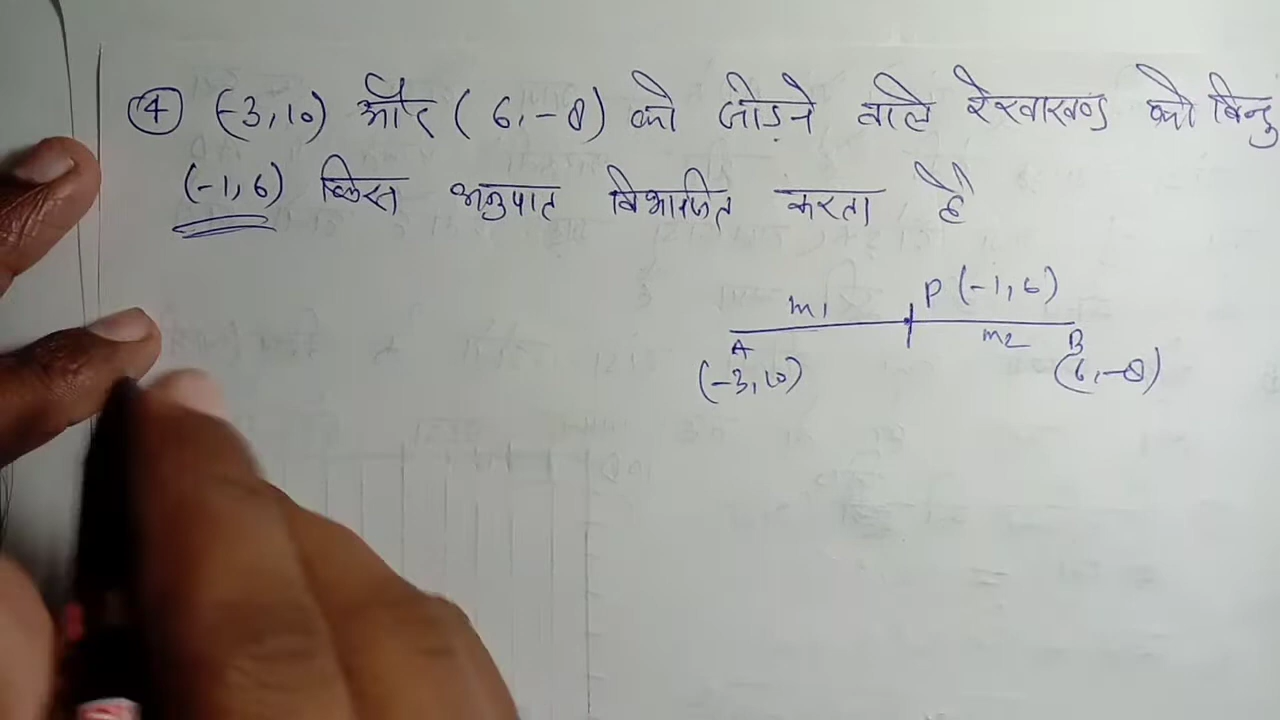 ④ (-3,10) और ( 6,-8) को जोड़ने वाले रेखाखण्ड को बिन्दु
(-1,6) किस अनुपात विभाजित करता है
m1 P (-1,6)
A m2 B
(-3,10) (6,-8)